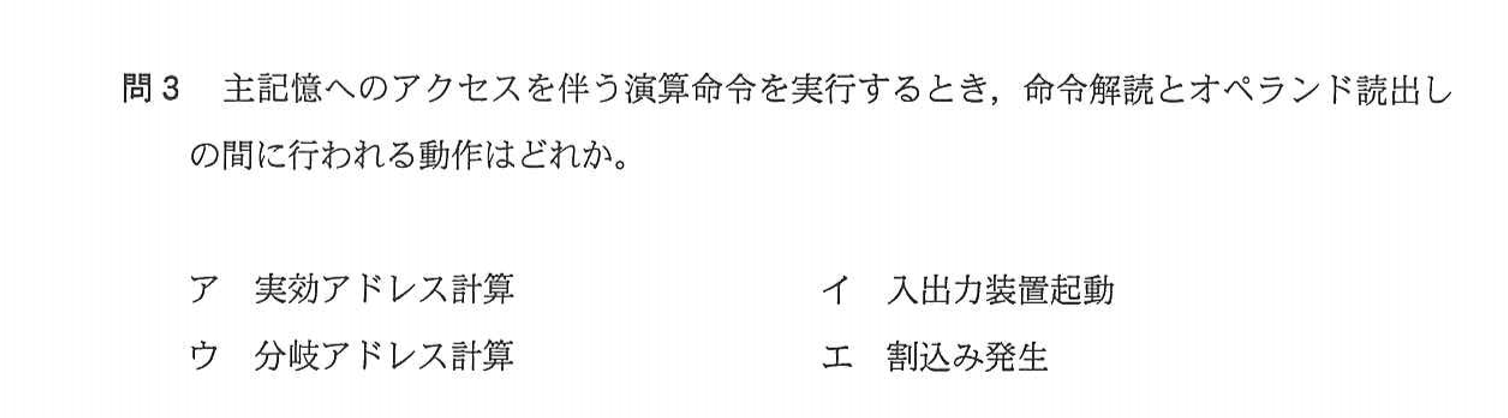 問3 主記憶へのアクセスを伴う演算命令を実行するとき，命令解読とオペランド読出し
の間に行われる動作はどれか。
ア 実効アドレス計算 イ 入出力装置起動
ウ 分岐アドレス計算 エ 割込み発生